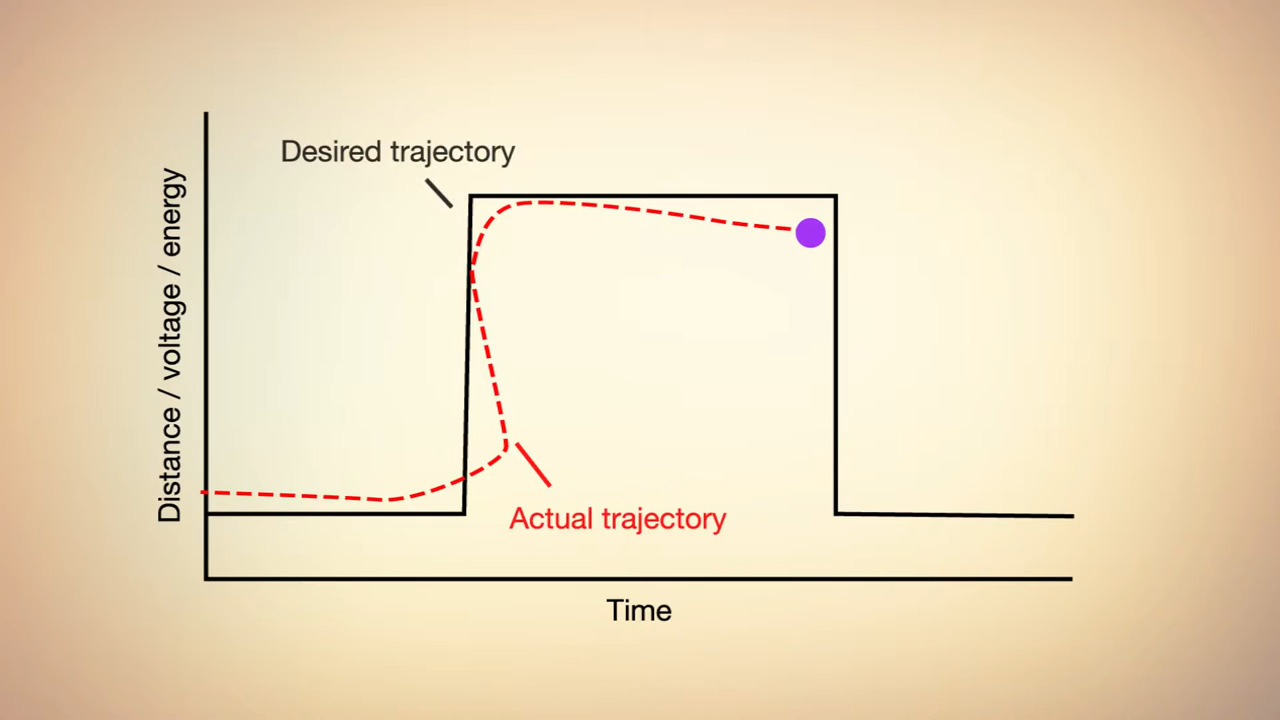 Desired trajectory
Distance / voltage / energy
Actual trajectory
Time